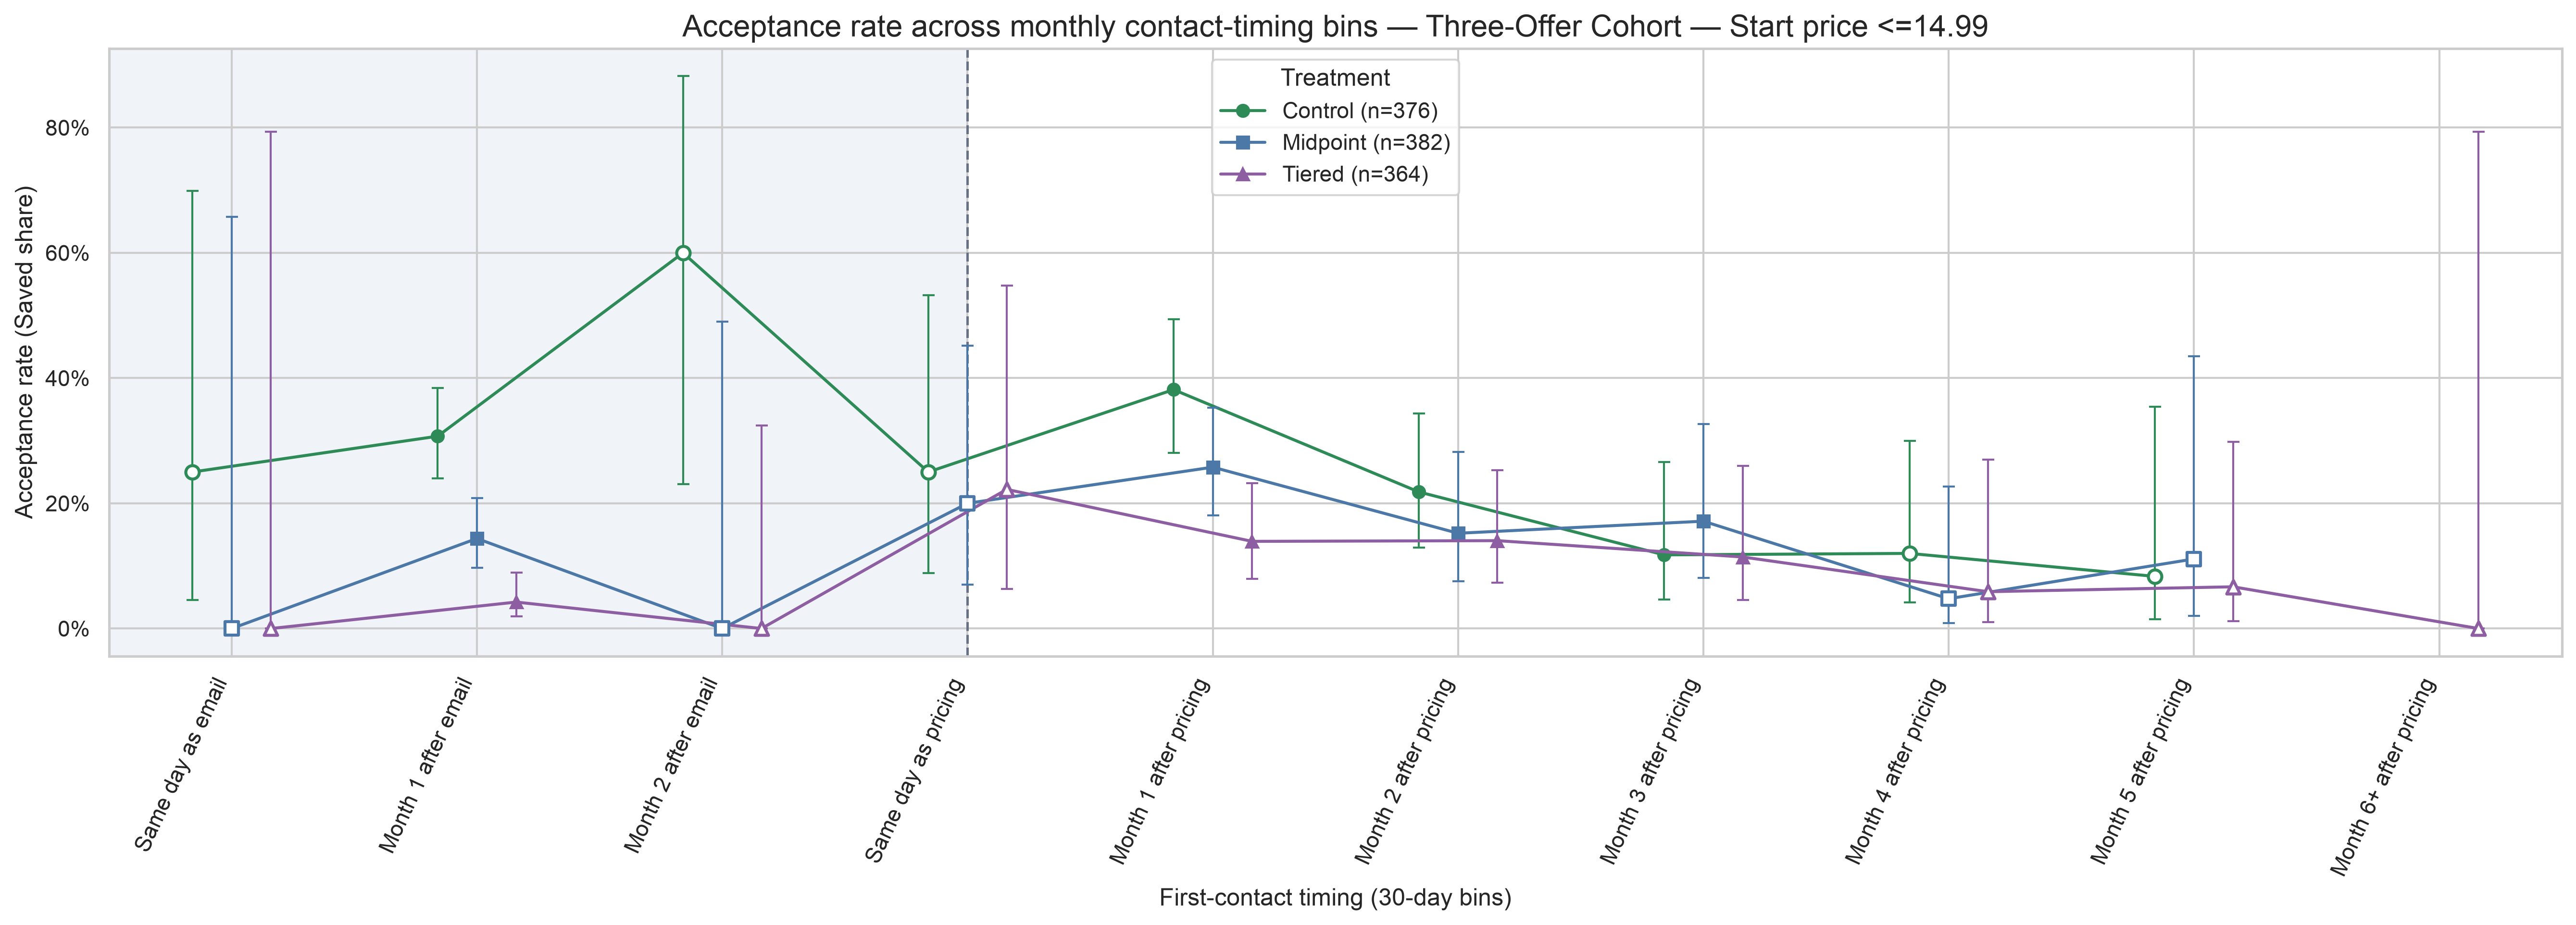 Acceptance rate across monthly contact-timing bins — Three-Offer Cohort — Start price <=14.99
Treatment
Control (n=376)
Midpoint (n=382)
Tiered (n=364)
Acceptance rate (Saved share)
80%
60%
40%
20%
0%
Same day as email
Month 1 after email
Month 2 after email
Same day as pricing
Month 1 after pricing
Month 2 after pricing
Month 3 after pricing
Month 4 after pricing
Month 5 after pricing
Month 6+ after pricing
First-contact timing (30-day bins)